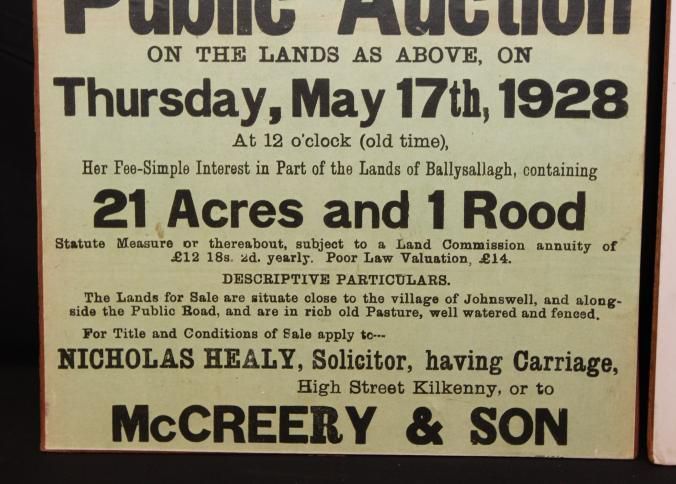 Public Auction
ON THE LANDS AS ABOVE, ON
Thursday, May 17th, 1928
At 12 o'clock (old time),
Her Fee-Simple Interest in Part of the Lands of Ballysallagh, containing
21 Acres and 1 Rood
Statute Measure or thereabout, subject to a Land Commission annuity of
£12 18s. 2d. yearly. Poor Law Valuation, £14.
DESCRIPTIVE PARTICULARS.
The Lands for Sale are situate close to the village of Johnswell, and along-
side the Public Road, and are in rich old Pasture, well watered and fenced.
For Title and Conditions of Sale apply to---
NICHOLAS HEALY, Solicitor, having Carriage,
High Street Kilkenny, or to
McCREERY & SON